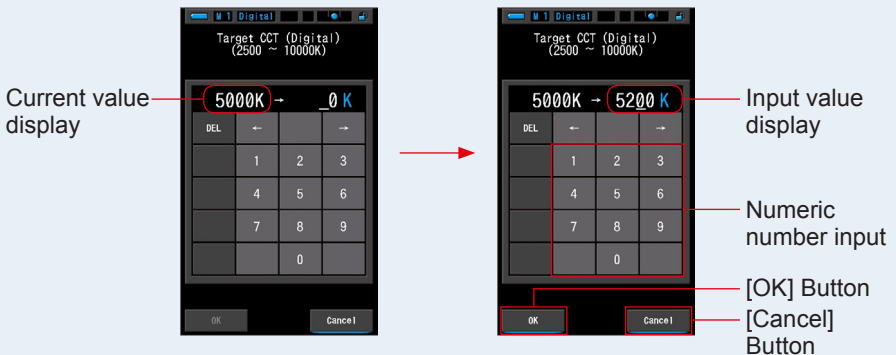 M 1 Digital
Target CCT (Digital)
(2500 ~ 10000K)
Current value
display
5000K → _0 K
DEL ← →
1 2 3
4 5 6
7 8 9
0
OK Cancel
M 1 Digital
Target CCT (Digital)
(2500 ~ 10000K)
5000K → 5200 K
DEL ← →
1 2 3
4 5 6
7 8 9
0
OK Cancel
Input value
display
Numeric
number input
[OK] Button
[Cancel]
Button